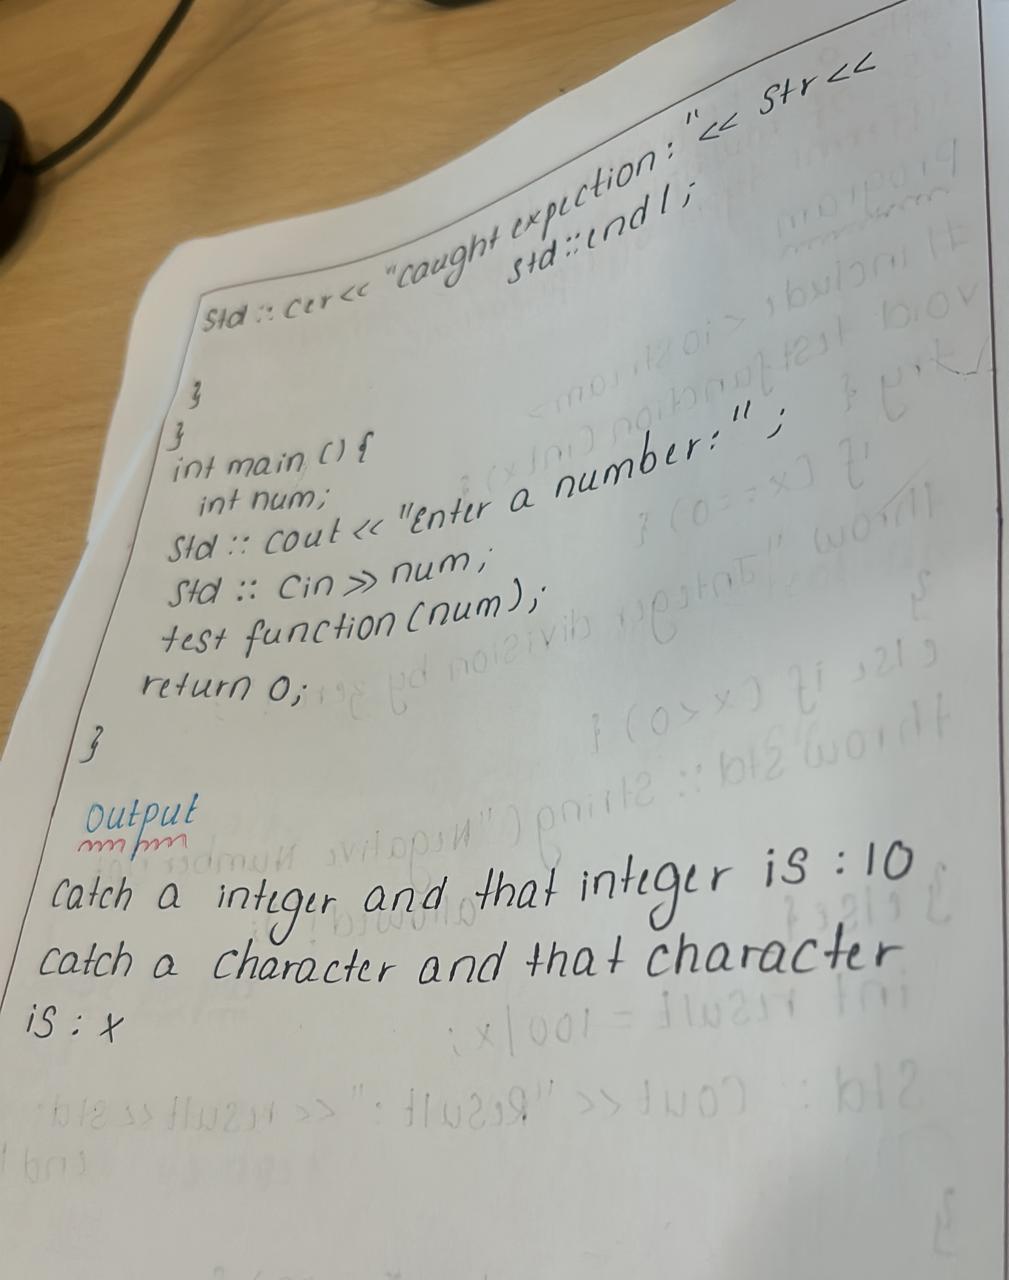 Std :: cer << "caught expection : " << Str <<
std::endl;
}
}
int main () {
int num;
Std :: cout << "Enter a number: " ;
Std :: Cin >> num;
test function (num);
return 0;
}
Output
catch a integer and that integer is : 10
catch a character and that character
is : x